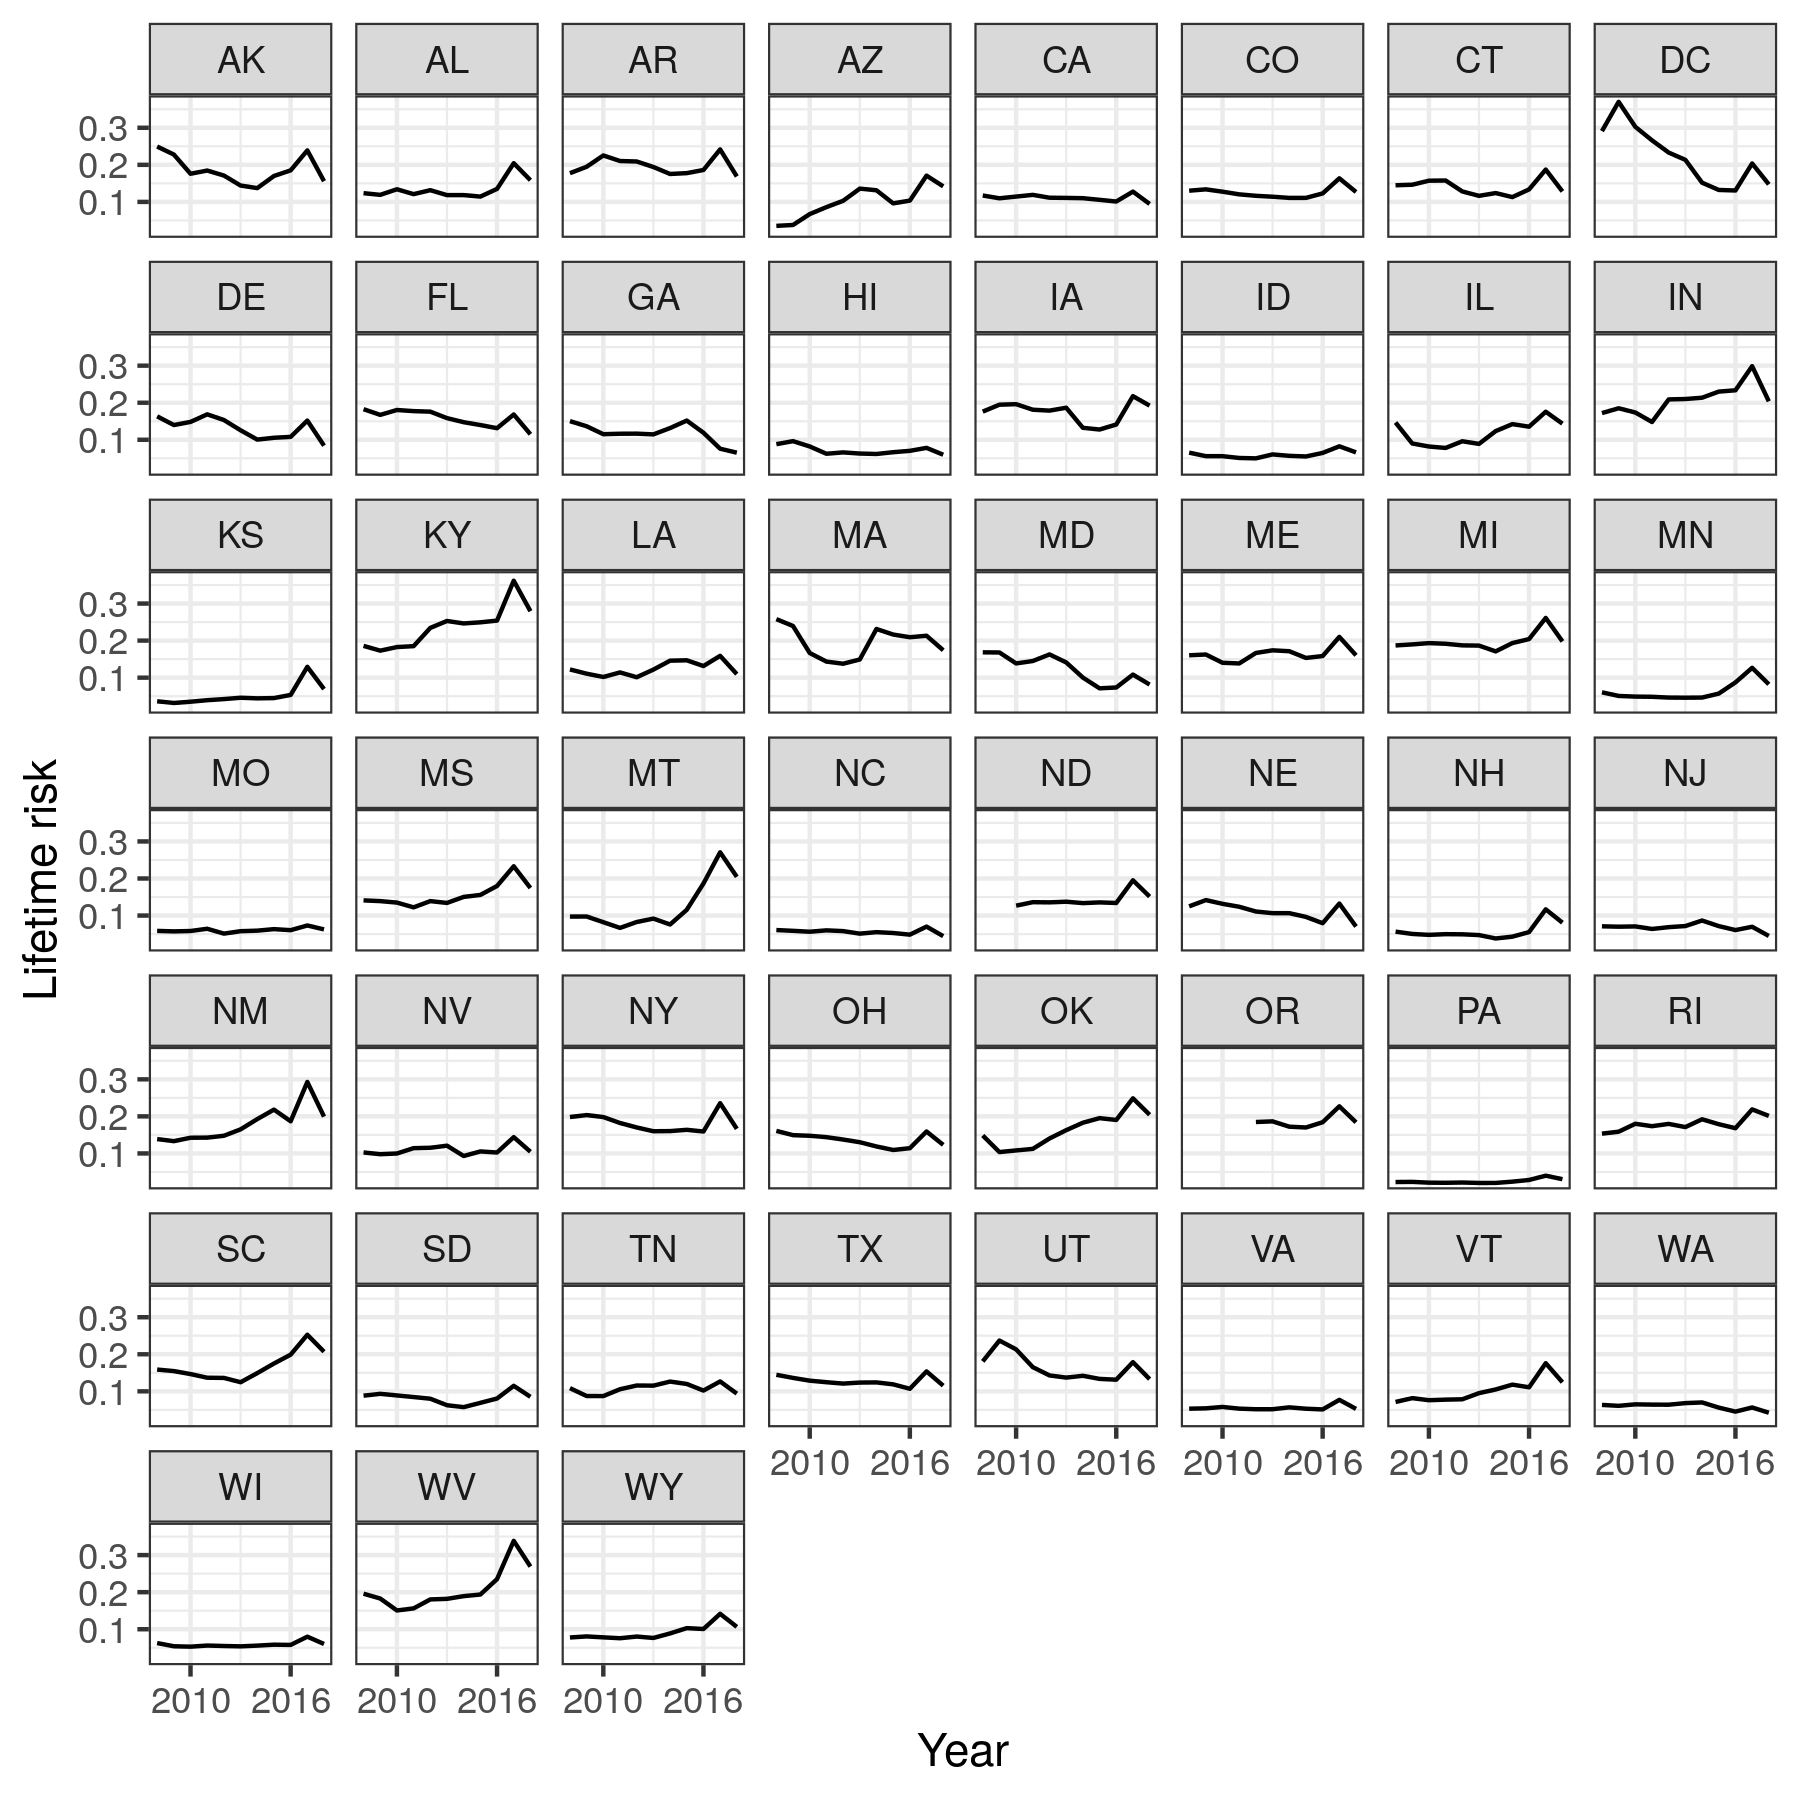 AK AL AR AZ CA CO CT DC
0.3
0.2
0.1
DE FL GA HI IA ID IL IN
0.3
0.2
0.1
KS KY LA MA MD ME MI MN
0.3
0.2
0.1
MO MS MT NC ND NE NH NJ
0.3
0.2
0.1
Lifetime risk
NM NV NY OH OK OR PA RI
0.3
0.2
0.1
SC SD TN TX UT VA VT WA
0.3
0.2
0.1
2010 2016 2010 2016 2010 2016 2010 2016 2010 2016
WI WV WY
0.3
0.2
0.1
2010 2016 2010 2016 2010 2016
Year